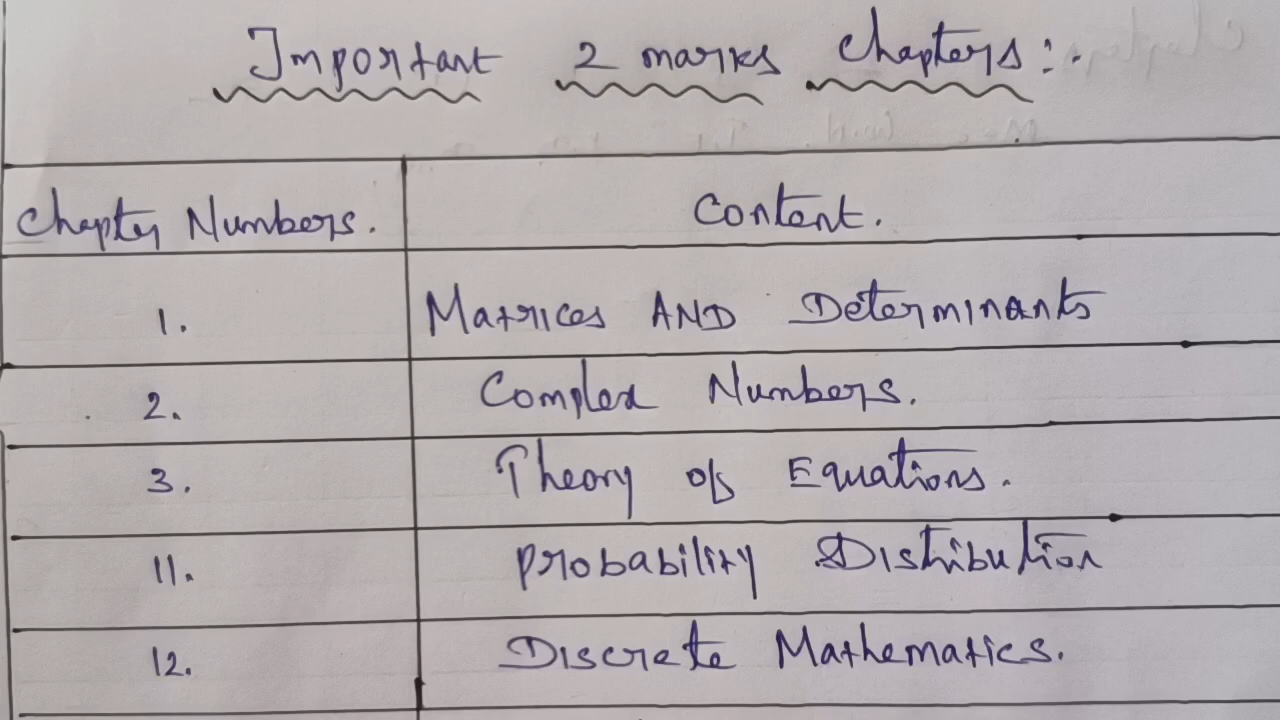 Important 2 marks chapters:-
Chapter Numbers. Content.
1. Matrices AND Determinants
2. Complex Numbers.
3. Theory of Equations.
11. Probability Distribution
12. Discrete Mathematics.